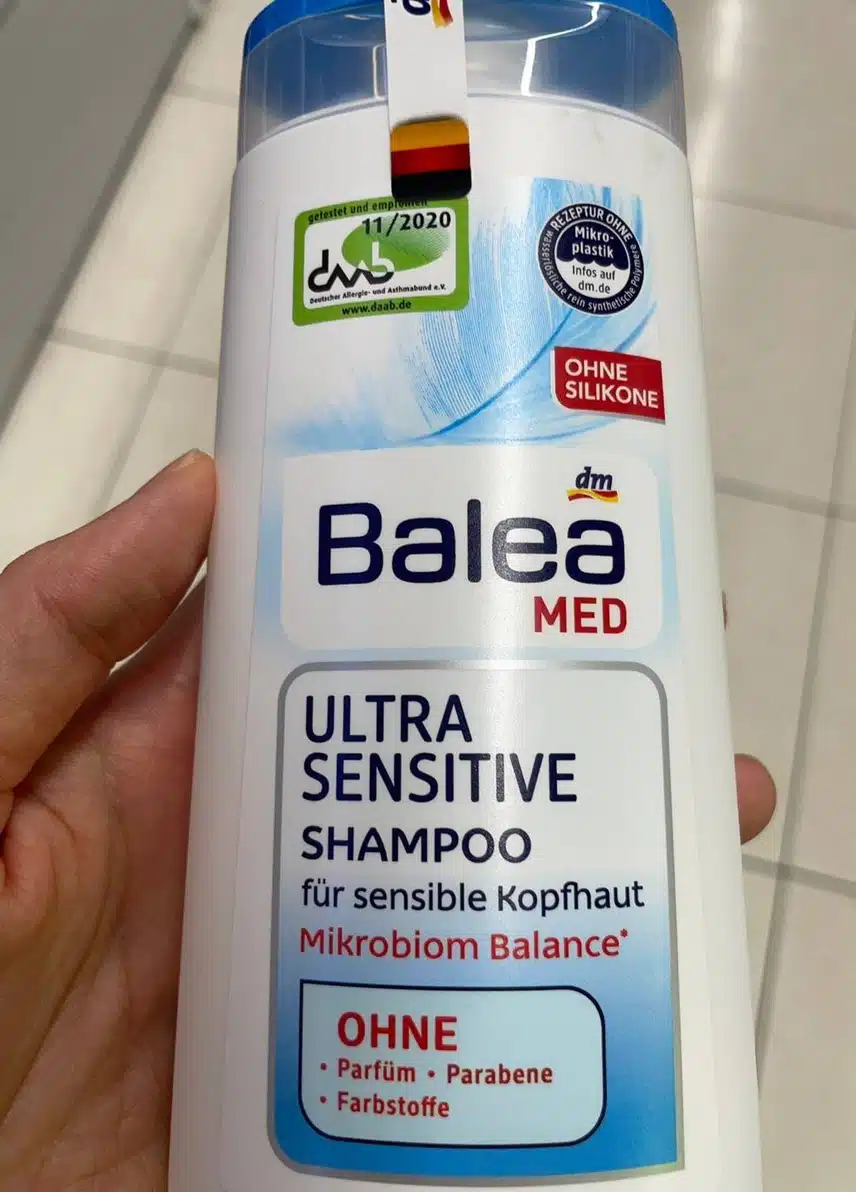 getestet und empfohlen
11/2020
daab
Deutscher Allergie- und Asthmabund e.V.
www.daab.de
REZEPTUR OHNE
Mikro-
plastik
Infos auf
dm.de
wasserlösliche rein synthetische Polymere
OHNE
SILIKONE
dm
Balea
MED
ULTRA
SENSITIVE
SHAMPOO
für sensible Kopfhaut
Mikrobiom Balance*
OHNE
• Parfüm • Parabene
• Farbstoffe